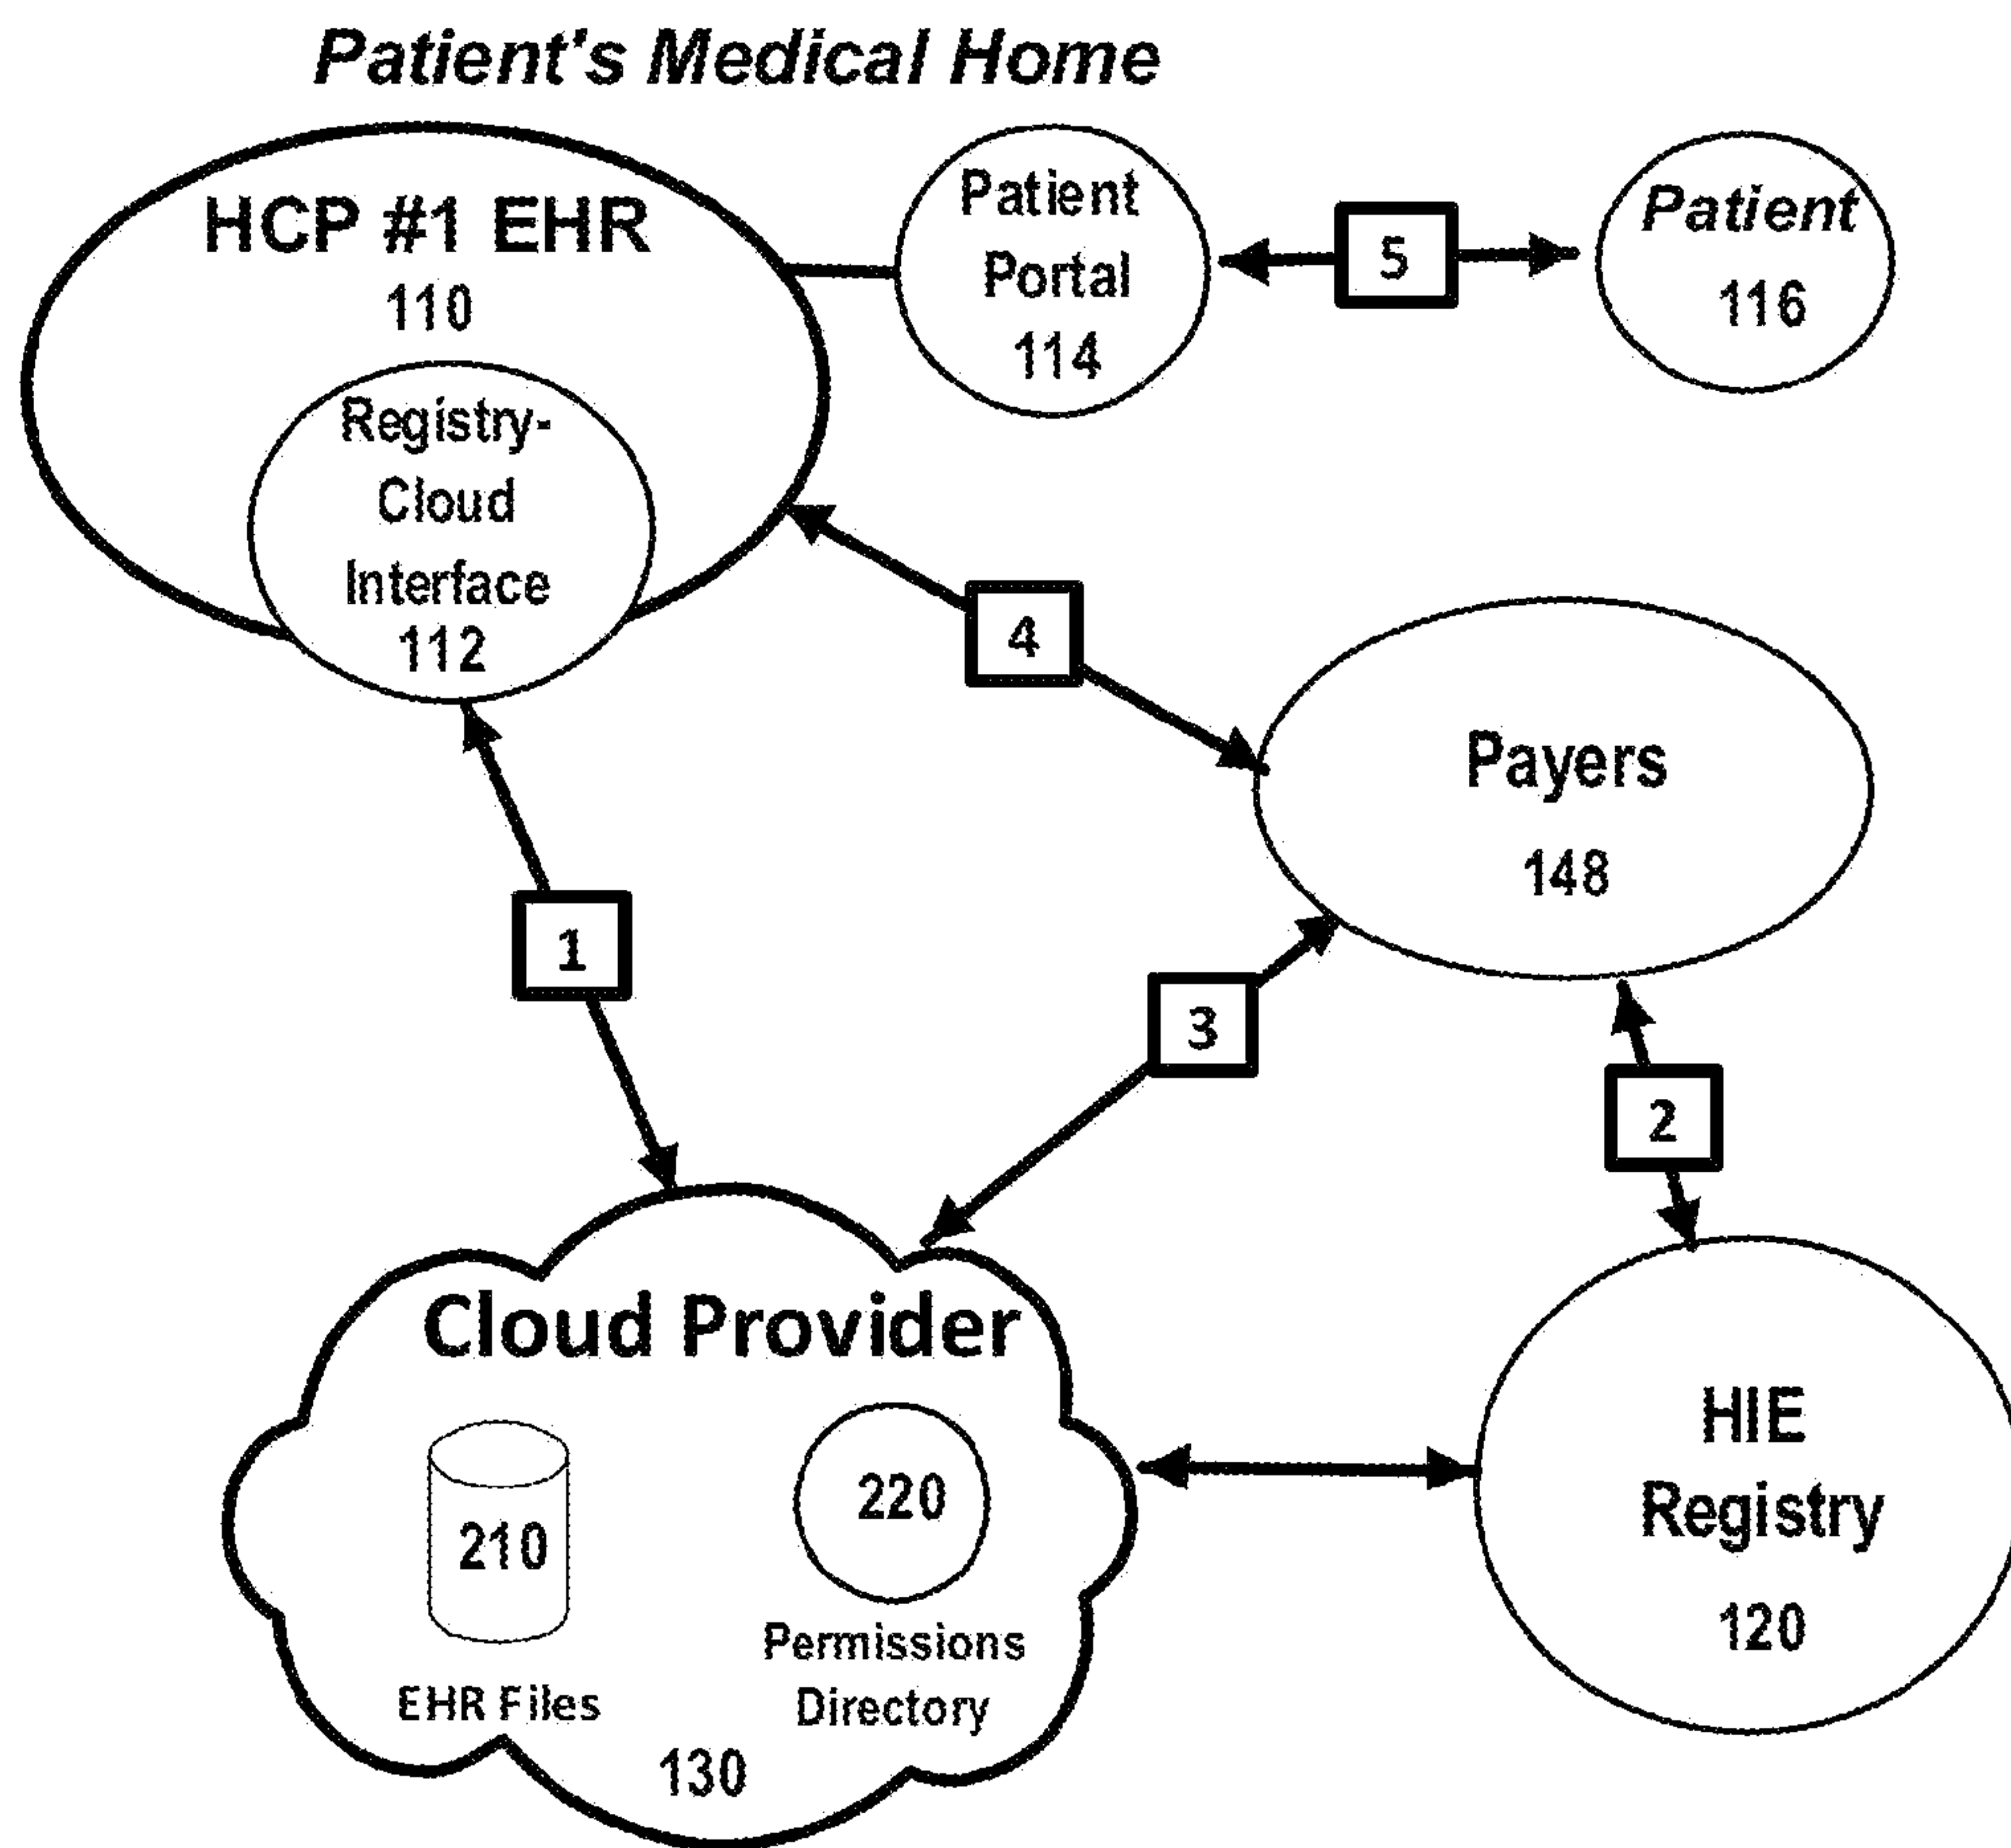 Patient's Medical Home
HCP #1 EHR
110
Registry-
Cloud
Interface
112
Patient
Portal
114
5
Patient
116
4
Payers
148
1
3
2
Cloud Provider
210
EHR Files
220
Permissions
Directory
130
HIE
Registry
120